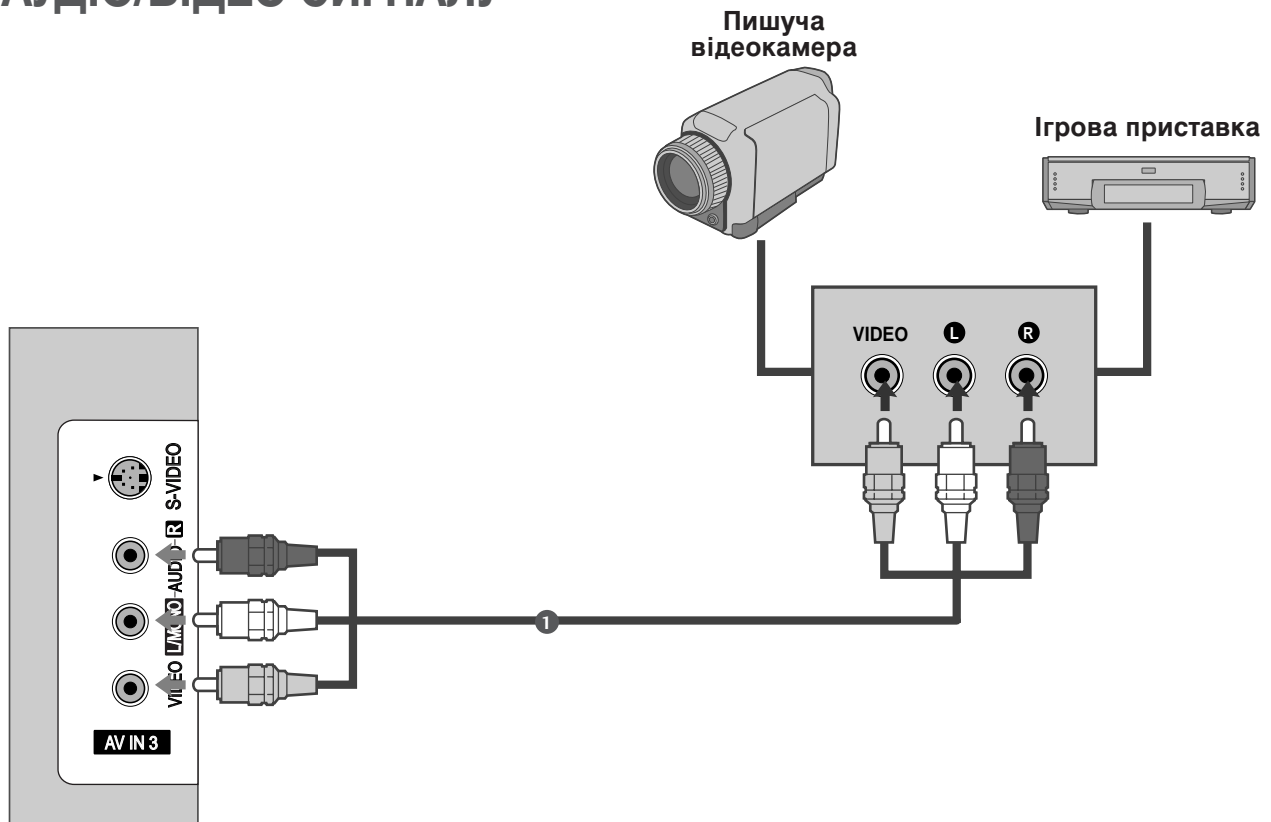 АУДІО/ВІДЕО СИГНАЛУ
Пишуча
відеокамера
Ігрова приставка
VIDEO L R
S-VIDEO
AUDIO R
L/MONO
VIDEO
AV IN 3
1